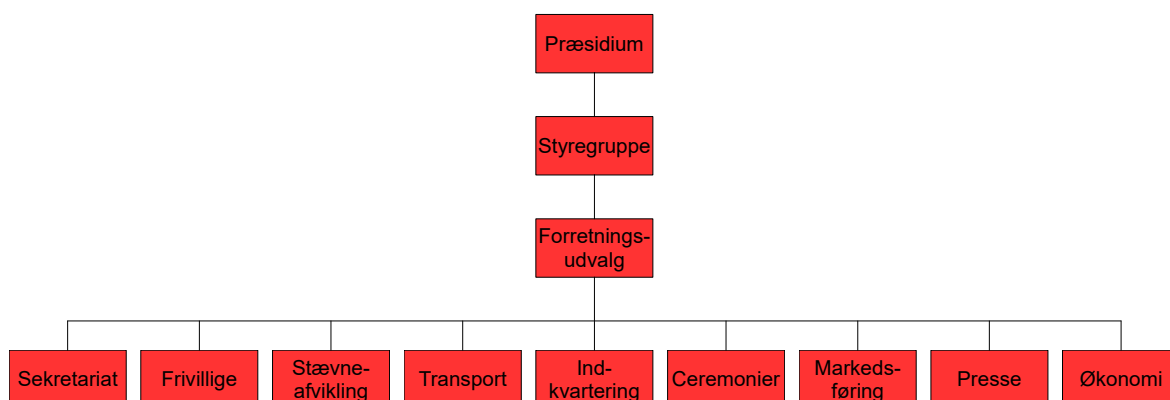 Præsidium
Styregruppe
Forretnings-
udvalg
Sekretariat
Frivillige
Stævne-
afvikling
Transport
Ind-
kvartering
Ceremonier
Markeds-
føring
Presse
Økonomi